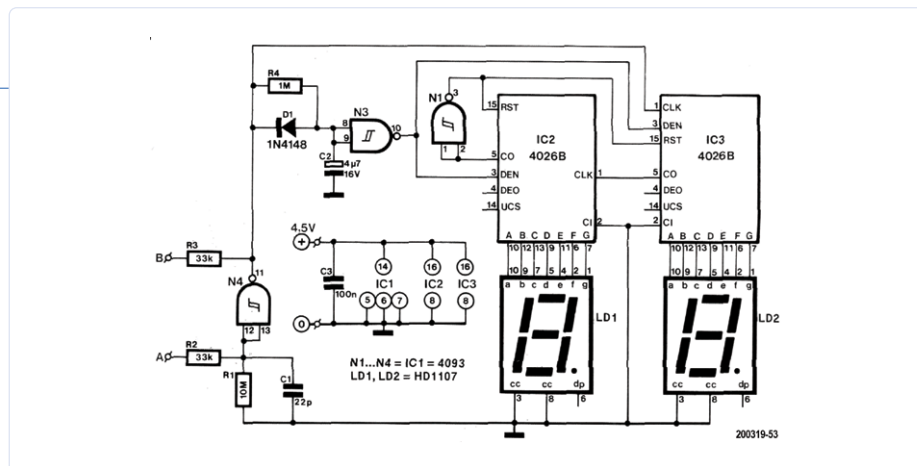 R4
1M
D1
1N4148
N3
8
9
10
C2
4µ7
16V
N1
3
1 2
15 RST
IC2
4026B
5 CO
3 DEN
4 DEO
14 UCS
CLK 1
CI 2
A B C D E F G
10 12 13 9 11 6 7
10 9 7 5 4 2 1
a b c d e f g
LD1
cc cc dp
3 8 6
1 CLK
3 DEN
15 RST
IC3
4026B
5 CO
4 DEO
14 UCS
2 CI
A B C D E F G
10 12 13 9 11 6 7
10 9 7 5 4 2 1
a b c d e f g
LD2
cc cc dp
3 8 6
B
R3
33k
11
N4
12 13
A
R2
33k
R1
10M
C1
22p
4.5V
+
0
C3
100n
14
IC1
5 6 7
16
IC2
8
16
IC3
8
N1...N4 = IC1 = 4093
LD1, LD2 = HD1107
200319-53